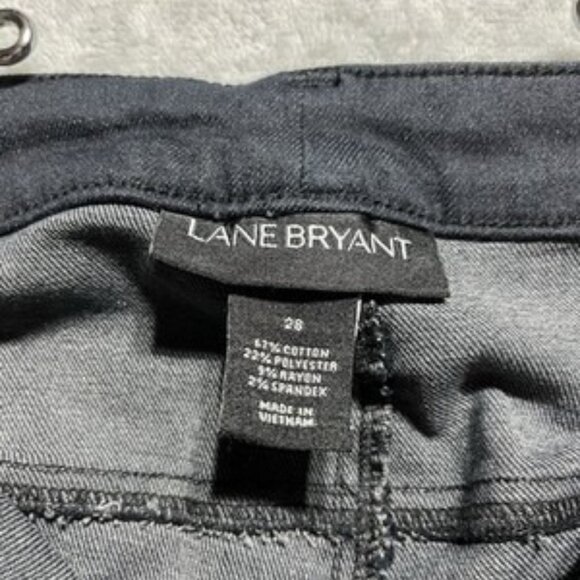 LANE BRYANT
28
67% COTTON
22% POLYESTER
9% RAYON
2% SPANDEX
MADE IN
VIETNAM